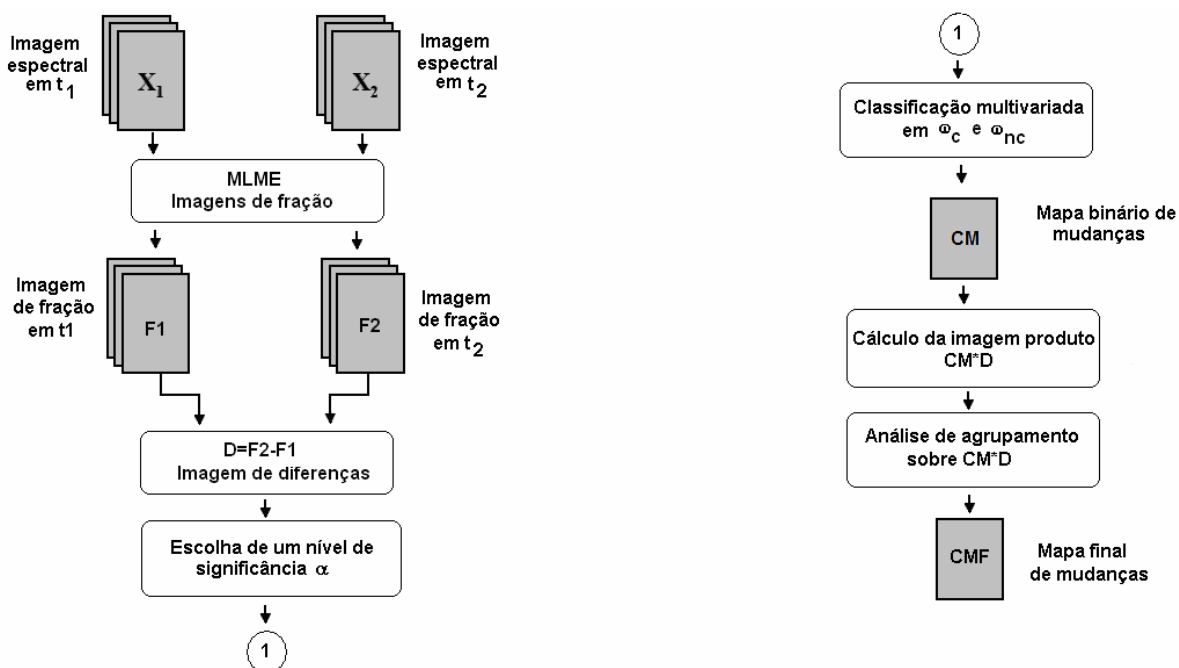 Imagem
espectral
em t1
X1
X2
Imagem
espectral
em t2
MLME
Imagens de fração
Imagem
de fração
em t1
F1
F2
Imagem
de fração
em t2
D=F2-F1
Imagem de diferenças
Escolha de um nível de
significância α
1
1
Classificação multivariada
em ωc e ωnc
CM
Mapa binário de
mudanças
Cálculo da imagem produto
CM*D
Análise de agrupamento
sobre CM*D
CMF
Mapa final
de mudanças